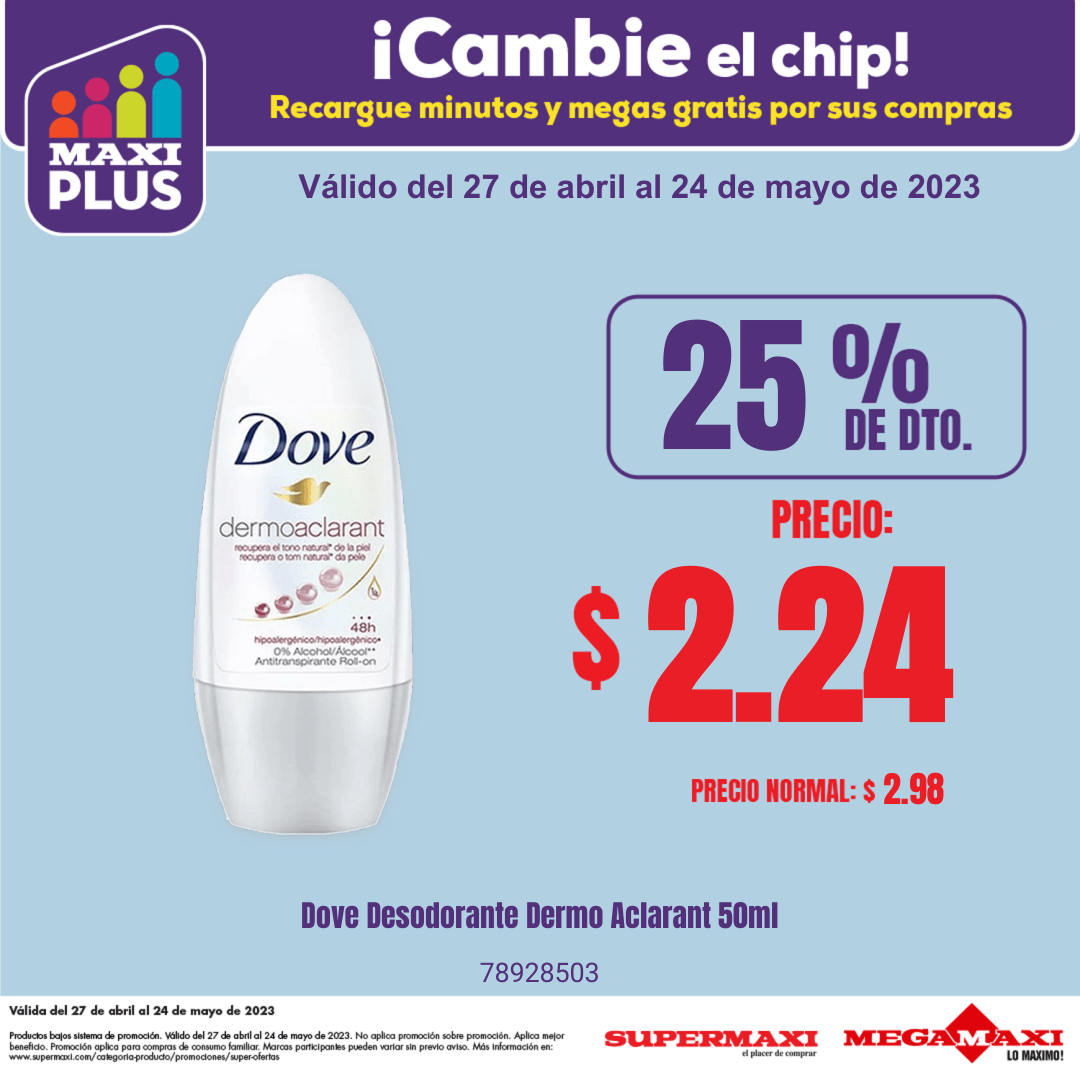 ¡Cambie el chip!
Recargue minutos y megas gratis por sus compras
MAXI
PLUS
Válido del 27 de abril al 24 de mayo de 2023
25 %
DE DTO.
PRECIO:
$ 2.24
PRECIO NORMAL: $ 2.98
Dove
dermoaclarant
recupera el tono natural* de la piel
recupera o tom natural* da pele
48h
hipoalergénico/hipoalergênico•
0% Alcohol/Álcool**
Antitranspirante Roll-on
Dove Desodorante Dermo Aclarant 50ml
78928503
Válida del 27 de abril al 24 de mayo de 2023
Productos bajos sistema de promoción. Válido del 27 de abril al 24 de mayo de 2023. No aplica promoción sobre promoción. Aplica mejor
beneficio. Promoción aplica para compras de consumo familiar. Marcas participantes pueden variar sin previo aviso. Más información en:
www.supermaxi.com/categoria-producto/promociones/super-ofertas
SUPERMAXI
el placer de comprar
MEGAMAXI
LO MAXIMO!